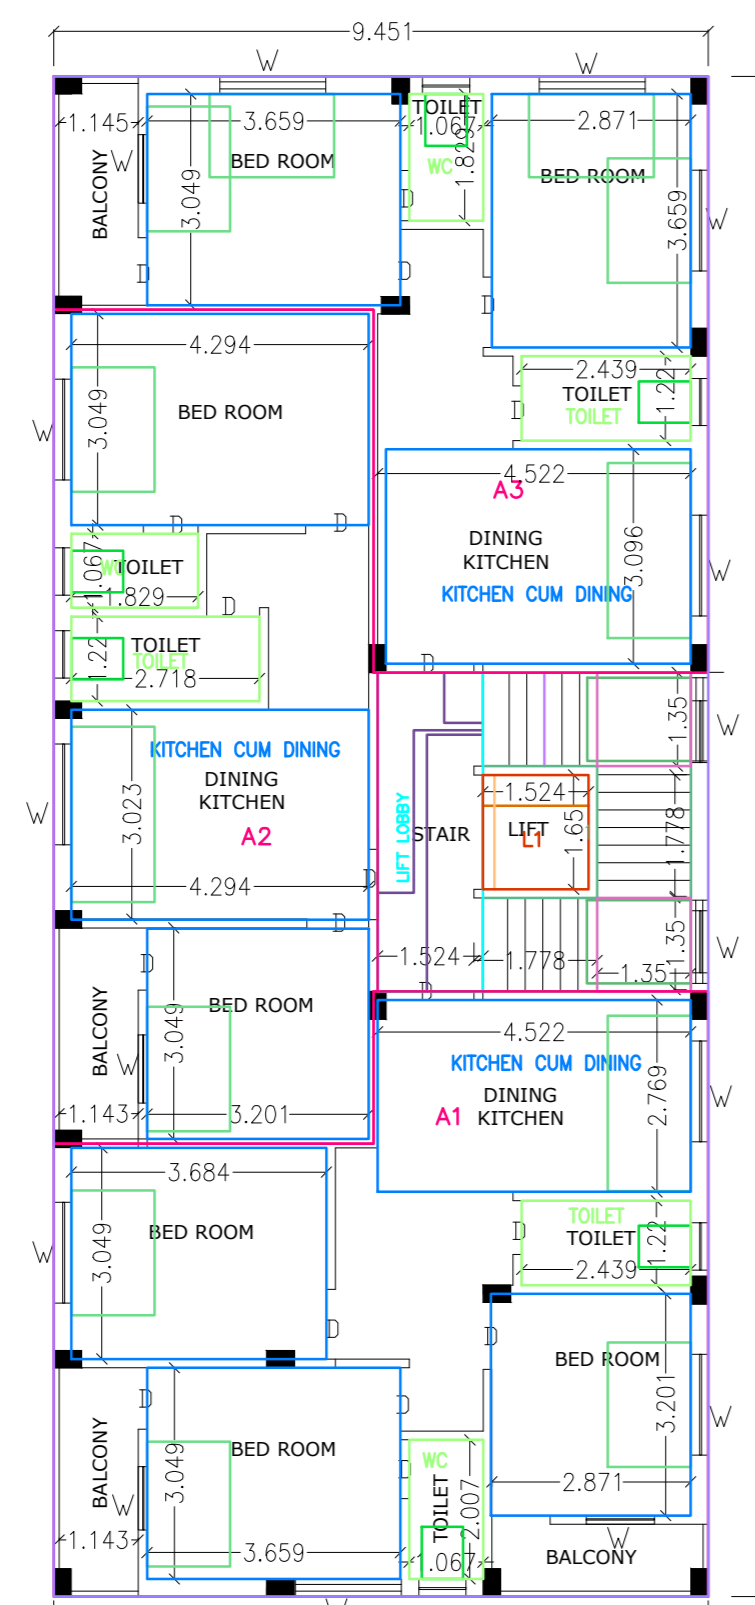 9.451
W
W
TOILET
1.145
3.659
1.067
2.871
BALCONY
W
BED ROOM
WC
1.829
BED ROOM
3.049
D
3.659
W
D
D
D
4.294
2.439
TOILET
TOILET
1.22
BED ROOM
D
3.049
W
4.522
A3
D
D
DINING
KITCHEN
3.096
1.067
WC
TOILET
W
1.829
KITCHEN CUM DINING
D
TOILET
TOILET
1.22
2.718
D
1.35
W
KITCHEN CUM DINING
DINING
KITCHEN
1.524
3.023
W
LIFT LOBBY
STAIR
LIFT
L1
1.65
1.778
A2
4.294
D
D
1.35
W
D
1.524
1.778
1.35
BED ROOM
D
BALCONY
3.049
4.522
W
KITCHEN CUM DINING
2.769
W
DINING
KITCHEN
A1
1.143
3.201
3.684
BED ROOM
3.049
W
TOILET
TOILET
1.22
D
2.439
D
D
BED ROOM
D
D
3.201
W
BALCONY
BED ROOM
3.049
WC
D
TOILET
2.007
2.871
W
W
1.143
3.659
1.067
BALCONY
W